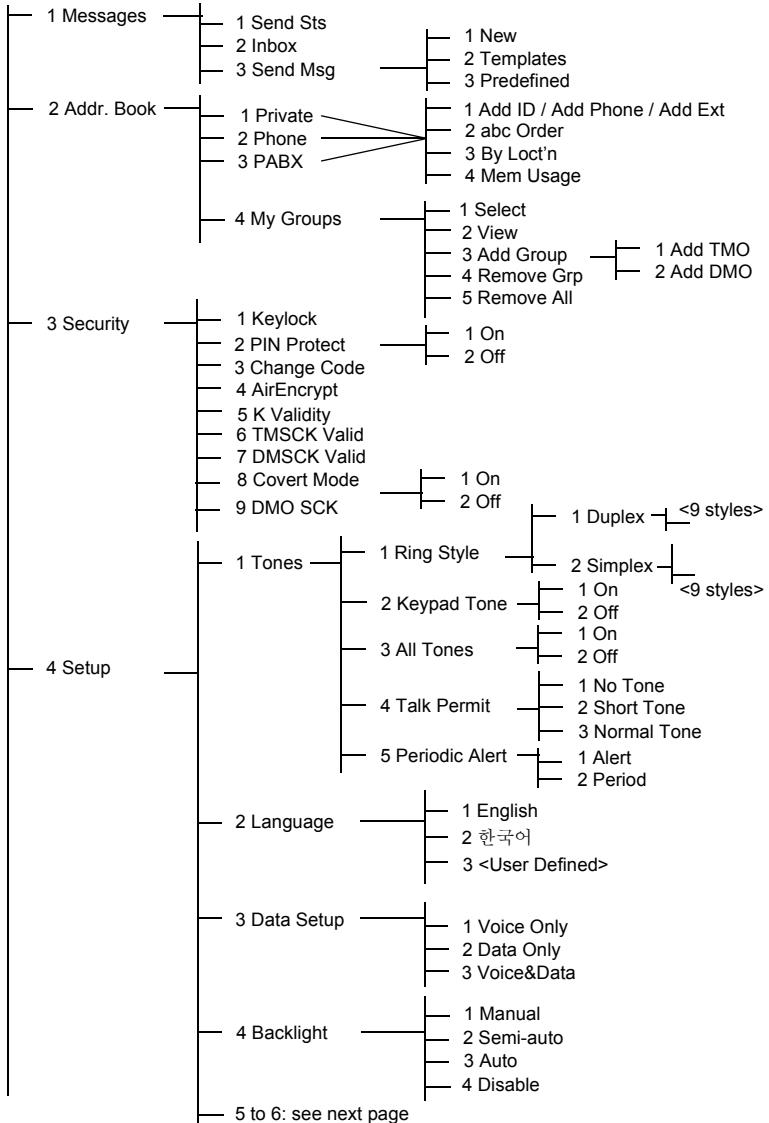 1 Messages
1 Send Sts
2 Inbox
3 Send Msg
1 New
2 Templates
3 Predefined
2 Addr. Book
1 Private
2 Phone
3 PABX
1 Add ID / Add Phone / Add Ext
2 abc Order
3 By Loct'n
4 Mem Usage
4 My Groups
1 Select
2 View
3 Add Group
4 Remove Grp
5 Remove All
1 Add TMO
2 Add DMO
3 Security
1 Keylock
2 PIN Protect
3 Change Code
4 AirEncrypt
5 K Validity
6 TMSCK Valid
7 DMSCK Valid
8 Covert Mode
9 DMO SCK
1 On
2 Off
1 On
2 Off
4 Setup
1 Tones
1 Ring Style
1 Duplex
<9 styles>
2 Simplex
<9 styles>
2 Keypad Tone
1 On
2 Off
3 All Tones
1 On
2 Off
4 Talk Permit
1 No Tone
2 Short Tone
3 Normal Tone
5 Periodic Alert
1 Alert
2 Period
2 Language
1 English
2 한국어
3 <User Defined>
3 Data Setup
1 Voice Only
2 Data Only
3 Voice&Data
4 Backlight
1 Manual
2 Semi-auto
3 Auto
4 Disable
5 to 6: see next page